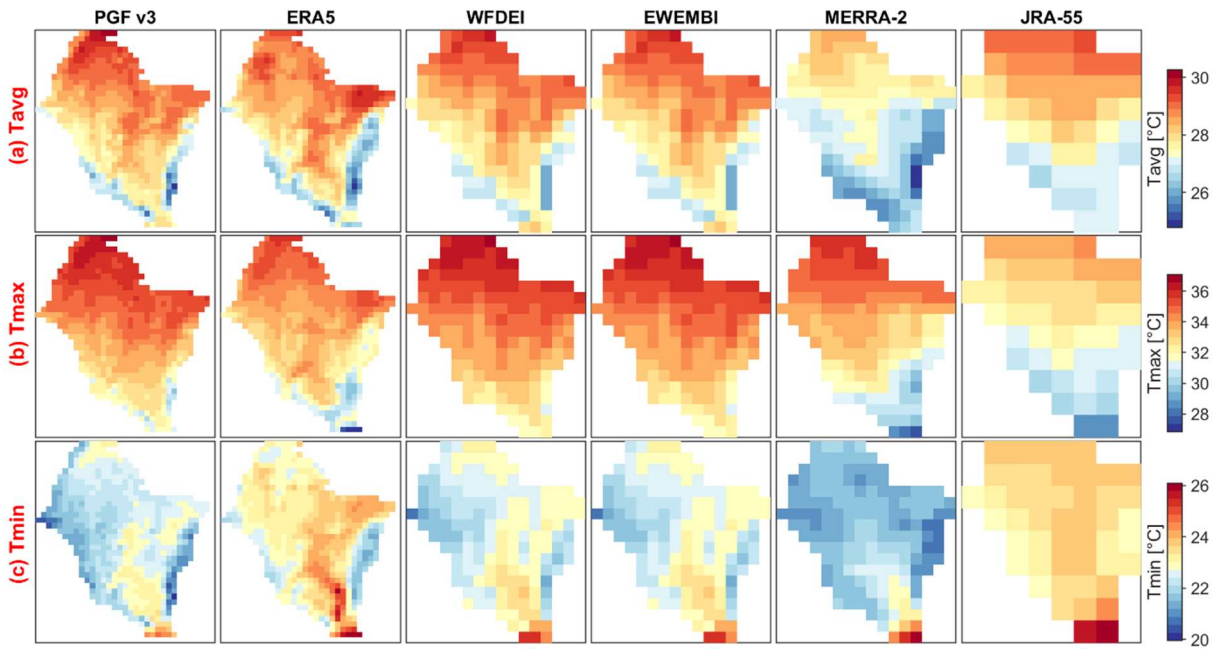 PGF v3 ERA5 WFDEI EWEMBI MERRA-2 JRA-55
(a) Tavg
30
28
26
Tavg [°C]
(b) Tmax
36
34
32
30
28
Tmax [°C]
(c) Tmin
26
24
22
20
Tmin [°C]